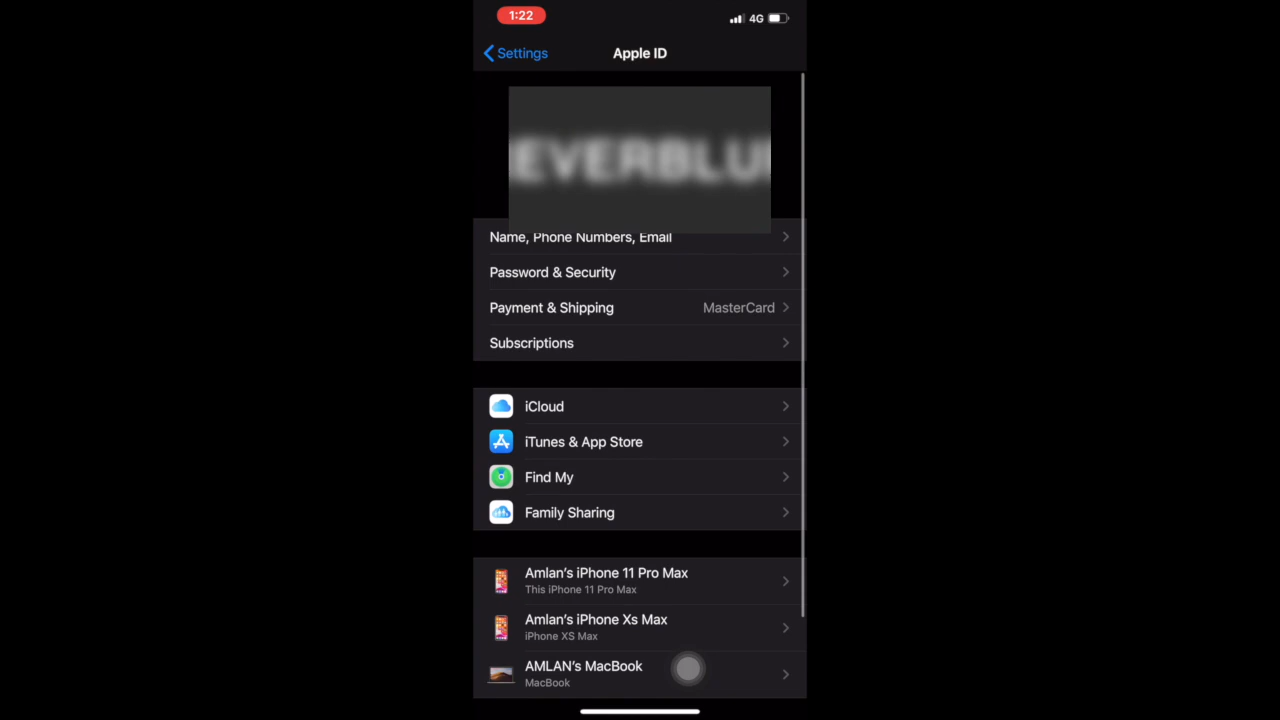 1:22
4G
Settings
Apple ID
Name, Phone Numbers, Email
Password & Security
Payment & Shipping MasterCard
Subscriptions
iCloud
iTunes & App Store
Find My
Family Sharing
Amlan's iPhone 11 Pro Max
This iPhone 11 Pro Max
Amlan's iPhone Xs Max
iPhone XS Max
AMLAN's MacBook
MacBook